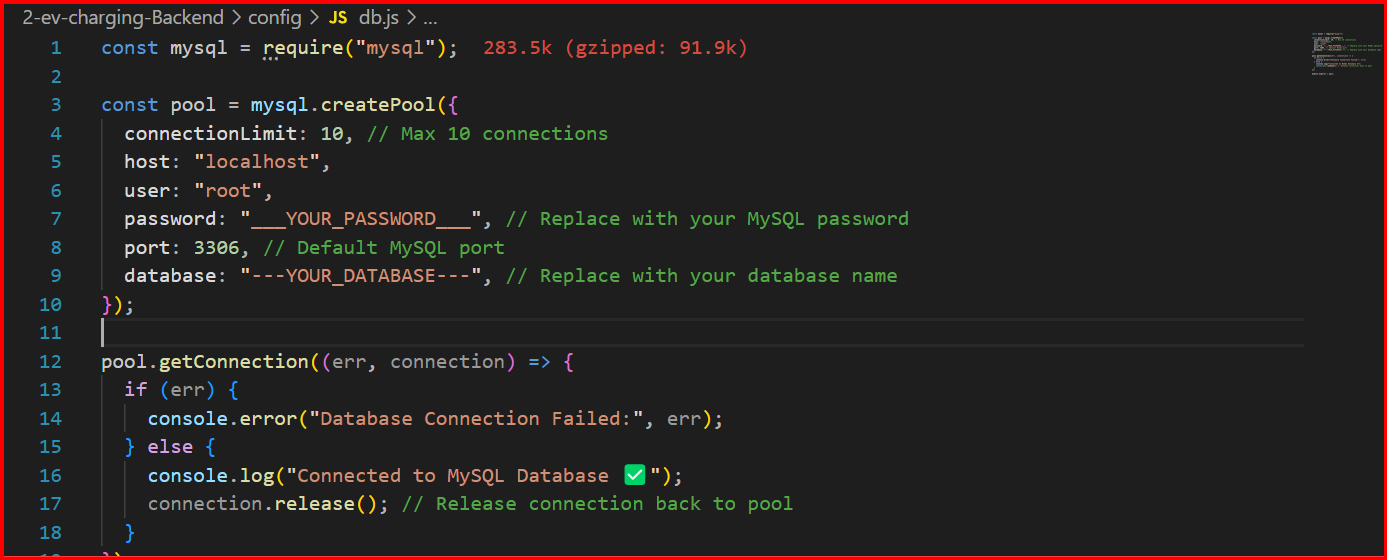 2-ev-charging-Backend > config > JS db.js > ...
1 const mysql = require("mysql"); 283.5k (gzipped: 91.9k)
2
3 const pool = mysql.createPool({
4 connectionLimit: 10, // Max 10 connections
5 host: "localhost",
6 user: "root",
7 password: "___YOUR_PASSWORD___", // Replace with your MySQL password
8 port: 3306, // Default MySQL port
9 database: "---YOUR_DATABASE---", // Replace with your database name
10 });
11
12 pool.getConnection((err, connection) => {
13 if (err) {
14 console.error("Database Connection Failed:", err);
15 } else {
16 console.log("Connected to MySQL Database ✅");
17 connection.release(); // Release connection back to pool
18 }